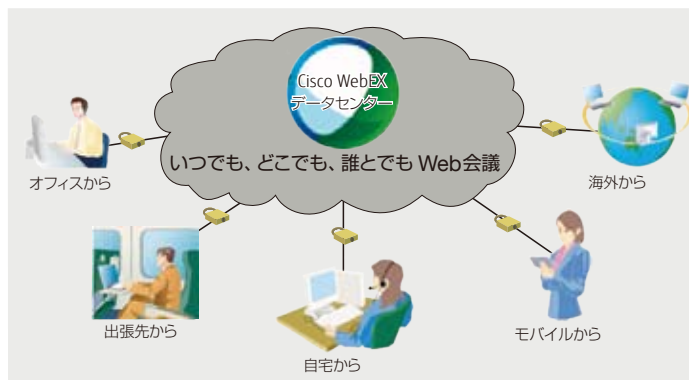 Cisco WebEX
データセンター
いつでも、どこでも、誰とでも Web会議
オフィスから
海外から
出張先から
モバイルから
自宅から